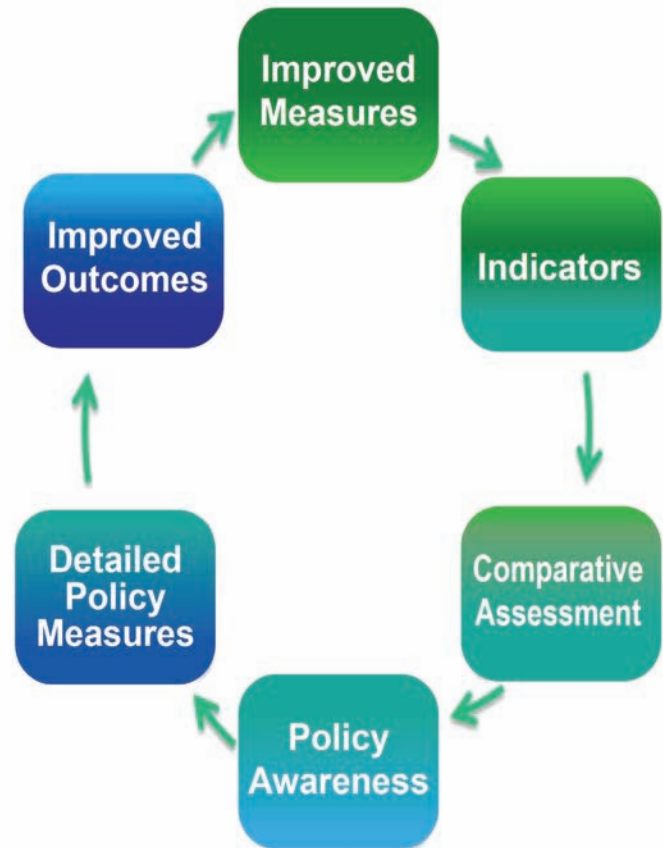 Improved
Measures
Indicators
Comparative
Assessment
Policy
Awareness
Detailed
Policy
Measures
Improved
Outcomes